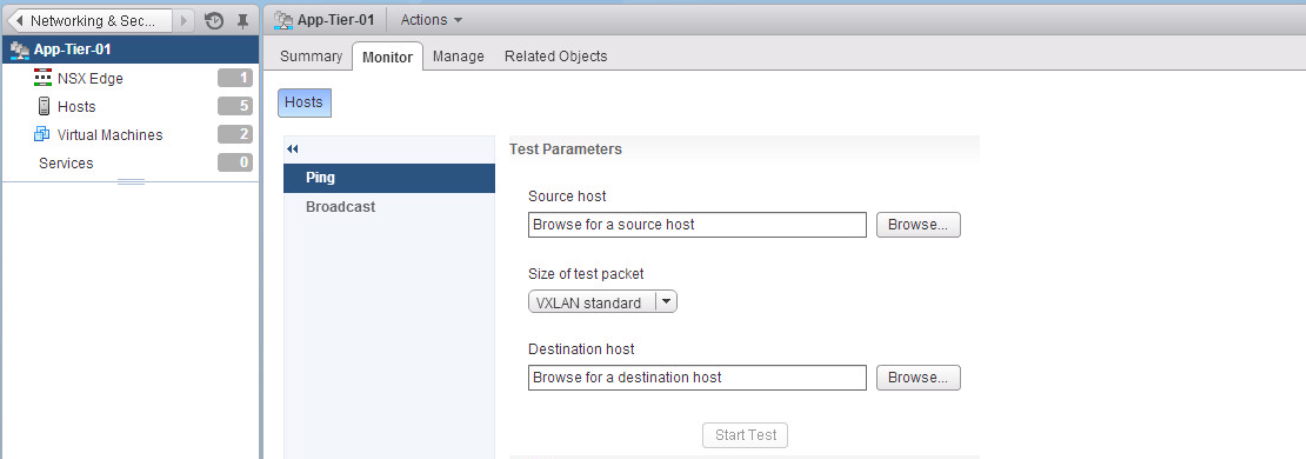 Networking & Sec...
App-Tier-01 Actions
App-Tier-01
Summary Monitor Manage Related Objects
NSX Edge 1
Hosts 5
Virtual Machines 2
Services 0
Hosts
Ping
Broadcast
Test Parameters
Source host
Browse for a source host Browse...
Size of test packet
VXLAN standard
Destination host
Browse for a destination host Browse...
Start Test